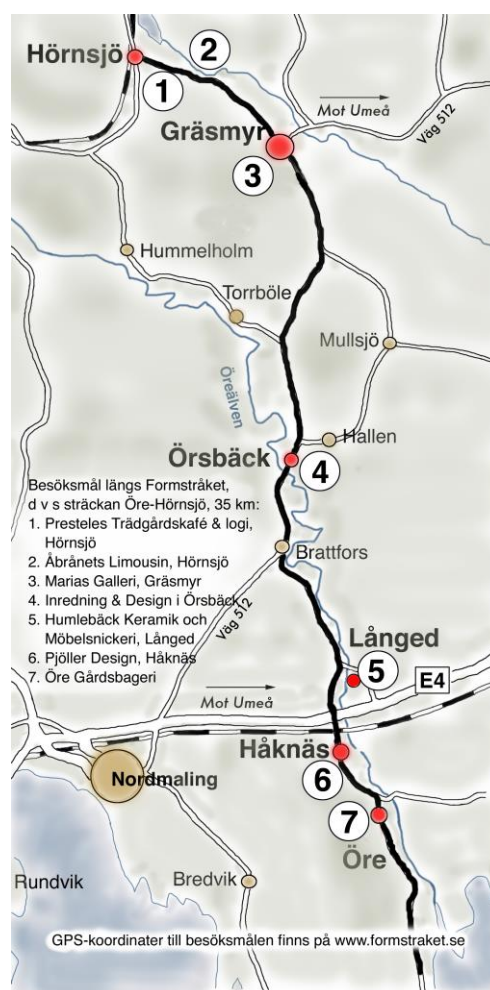 Hörnsjö
2
1
Mot Umeå
Väg 512
Gräsmyr
3
Hummelholm
Torrböle
Mullsjö
Öreälven
Hallen
Örsbäck
4
Besöksmål längs Formstråket,
d v s sträckan Öre-Hörnsjö, 35 km:
1. Presteles Trädgårdskafé & logi,
Hörnsjö
2. Åbrånets Limousin, Hörnsjö
3. Marias Galleri, Gräsmyr
4. Inredning & Design i Örsbäck
5. Humlebäck Keramik och
Möbelsnickeri, Långed
6. Pjöller Design, Håknäs
7. Öre Gårdsbageri
Brattfors
Väg 512
Långed
5
E4
Mot Umeå
Håknäs
6
Nordmaling
7
Öre
Rundvik
Bredvik
GPS-koordinater till besöksmålen finns på www.formstraket.se